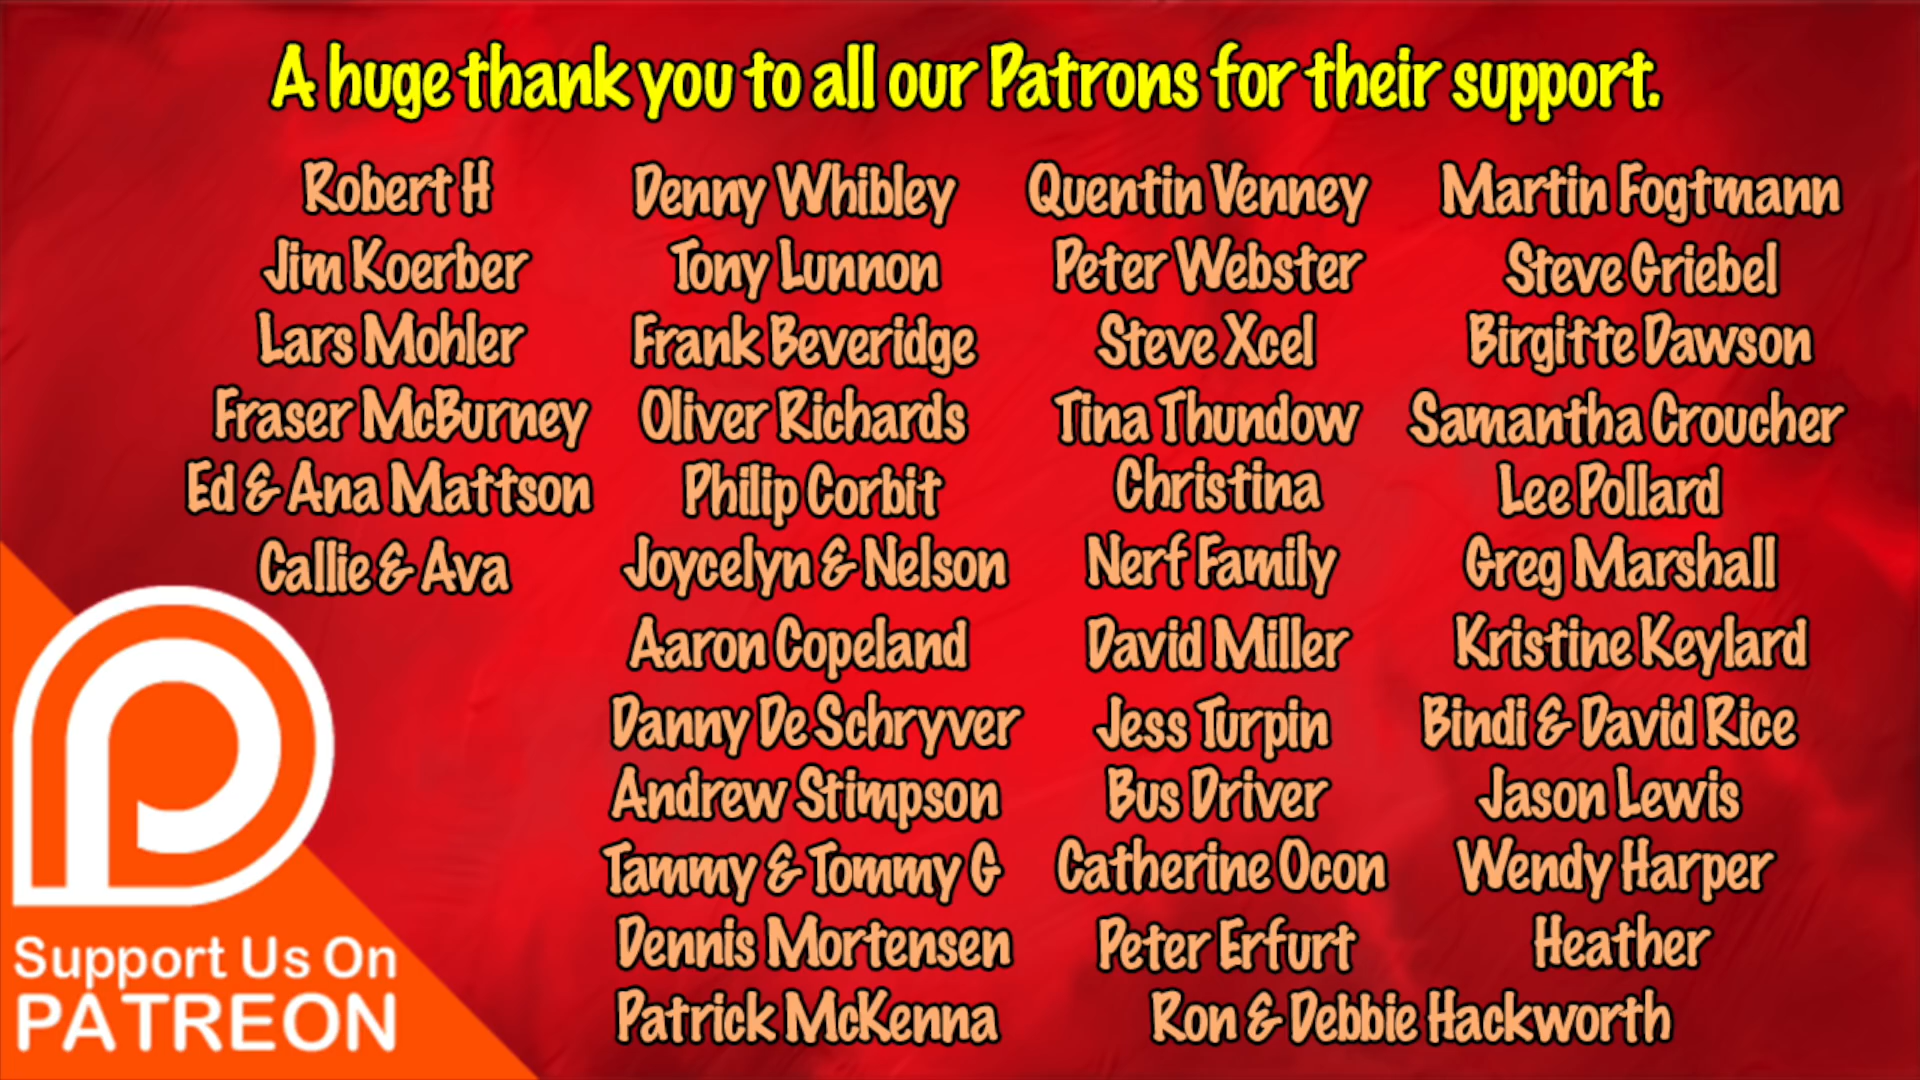 A huge thank you to all our Patrons for their support.
Robert H
Jim Koerber
Lars Mohler
Fraser McBurney
Ed & Ana Mattson
Callie & Ava
Denny Whibley
Tony Lunnon
Frank Beveridge
Oliver Richards
Philip Corbit
Joycelyn & Nelson
Aaron Copeland
Danny De Schryver
Andrew Stimpson
Tammy & Tommy G
Dennis Mortensen
Patrick McKenna
Quentin Venney
Peter Webster
Steve Xcel
Tina Thundow
Christina
Nerf Family
David Miller
Jess Turpin
Bus Driver
Catherine Ocon
Peter Erfurt
Ron & Debbie Hackworth
Martin Fogtmann
Steve Griebel
Birgitte Dawson
Samantha Croucher
Lee Pollard
Greg Marshall
Kristine Keylard
Bindi & David Rice
Jason Lewis
Wendy Harper
Heather
Support Us On
PATREON